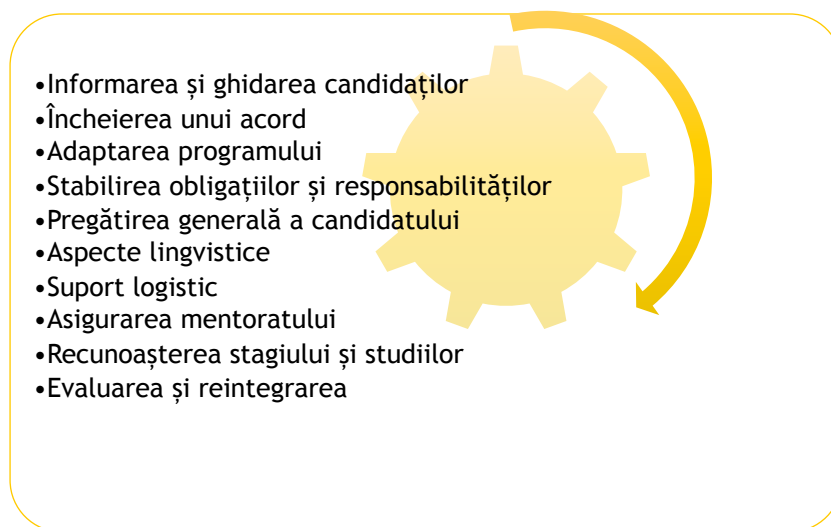 •Informarea și ghidarea candidaților
•Încheierea unui acord
•Adaptarea programului
•Stabilirea obligațiilor și responsabilităților
•Pregătirea generală a candidatului
•Aspecte lingvistice
•Suport logistic
•Asigurarea mentoratului
•Recunoașterea stagiului și studiilor
•Evaluarea și reintegrarea